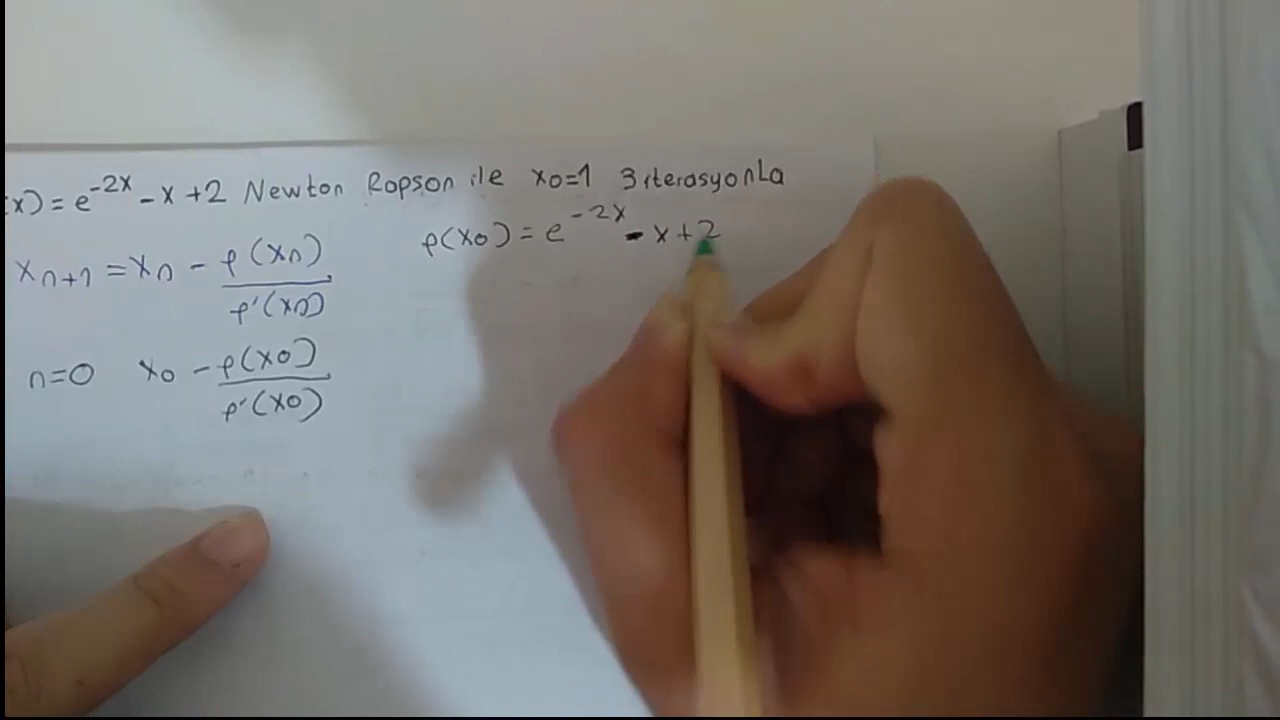 x) = e^-2x - x + 2 Newton Rapson ile x0=1 3 iterasyonla
f(x0) = e^-2x - x + 2
xn+1 = xn - f(xn) / f'(xn)
n=0 x0 - f(x0) / f'(x0)